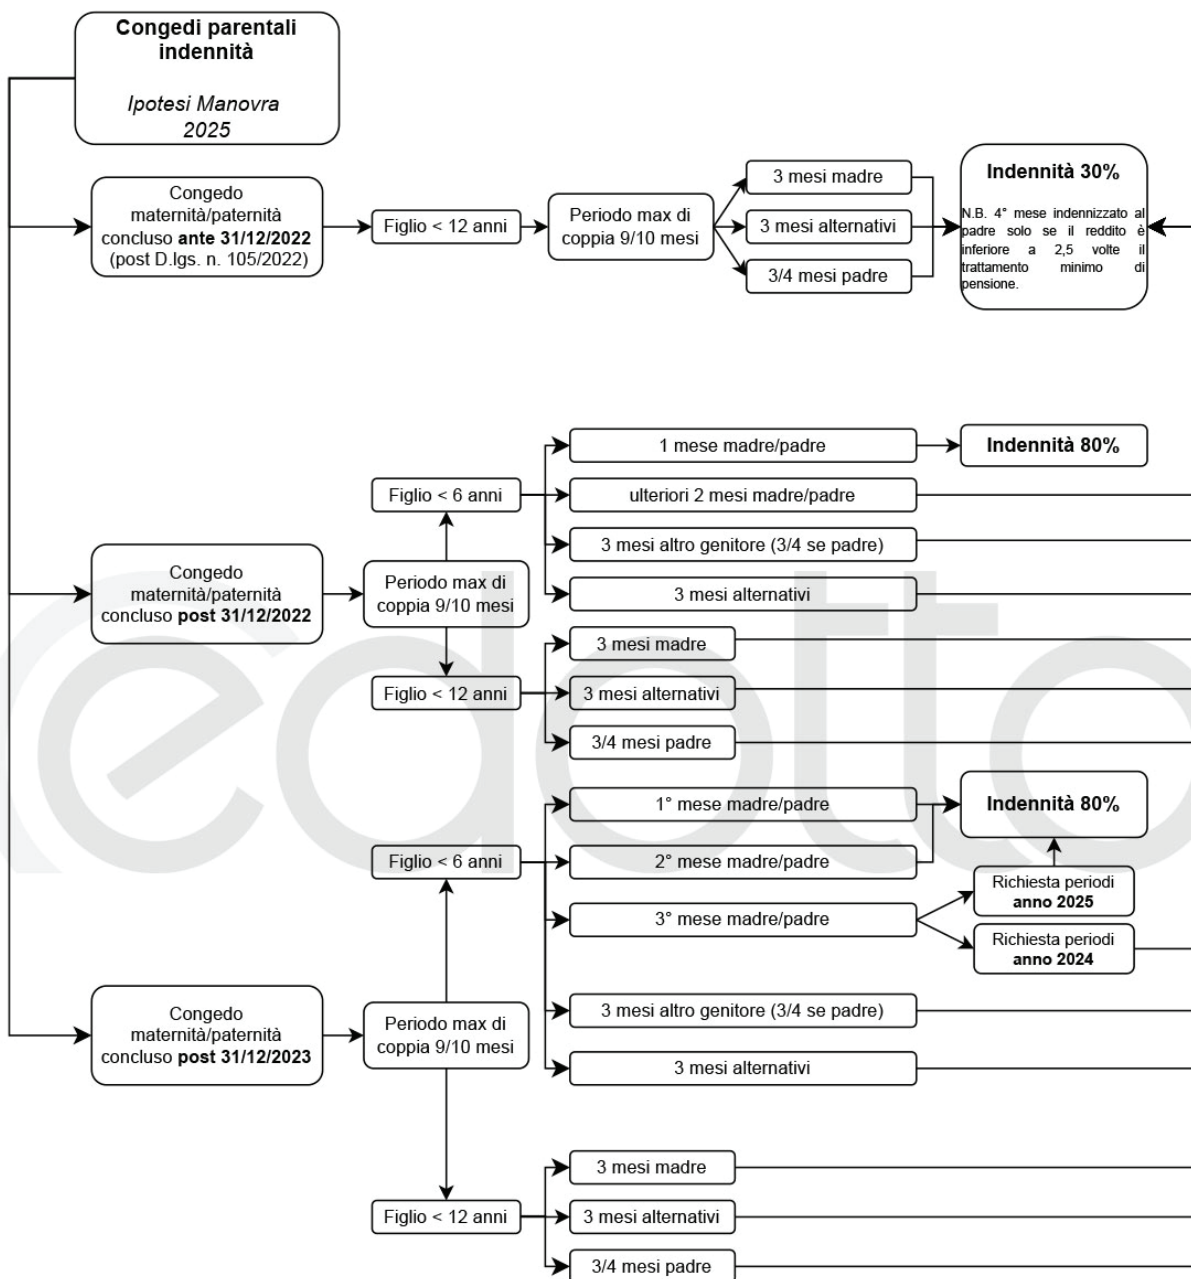 Congedi parentali
indennità
Ipotesi Manovra
2025
Congedo
maternità/paternità
concluso ante 31/12/2022
(post D.lgs. n. 105/2022)
Figlio < 12 anni
Periodo max di
coppia 9/10 mesi
3 mesi madre
3 mesi alternativi
3/4 mesi padre
Indennità 30%
N.B. 4° mese indennizzato al
padre solo se il reddito è
inferiore a 2,5 volte il
trattamento minimo di
pensione.
Congedo
maternità/paternità
concluso post 31/12/2022
Periodo max di
coppia 9/10 mesi
Figlio < 6 anni
1 mese madre/padre
Indennità 80%
ulteriori 2 mesi madre/padre
3 mesi altro genitore (3/4 se padre)
3 mesi alternativi
Figlio < 12 anni
3 mesi madre
3 mesi alternativi
3/4 mesi padre
Congedo
maternità/paternità
concluso post 31/12/2023
Periodo max di
coppia 9/10 mesi
Figlio < 6 anni
1° mese madre/padre
2° mese madre/padre
Indennità 80%
3° mese madre/padre
Richiesta periodi
anno 2025
Richiesta periodi
anno 2024
3 mesi altro genitore (3/4 se padre)
3 mesi alternativi
Figlio < 12 anni
3 mesi madre
3 mesi alternativi
3/4 mesi padre
edotto